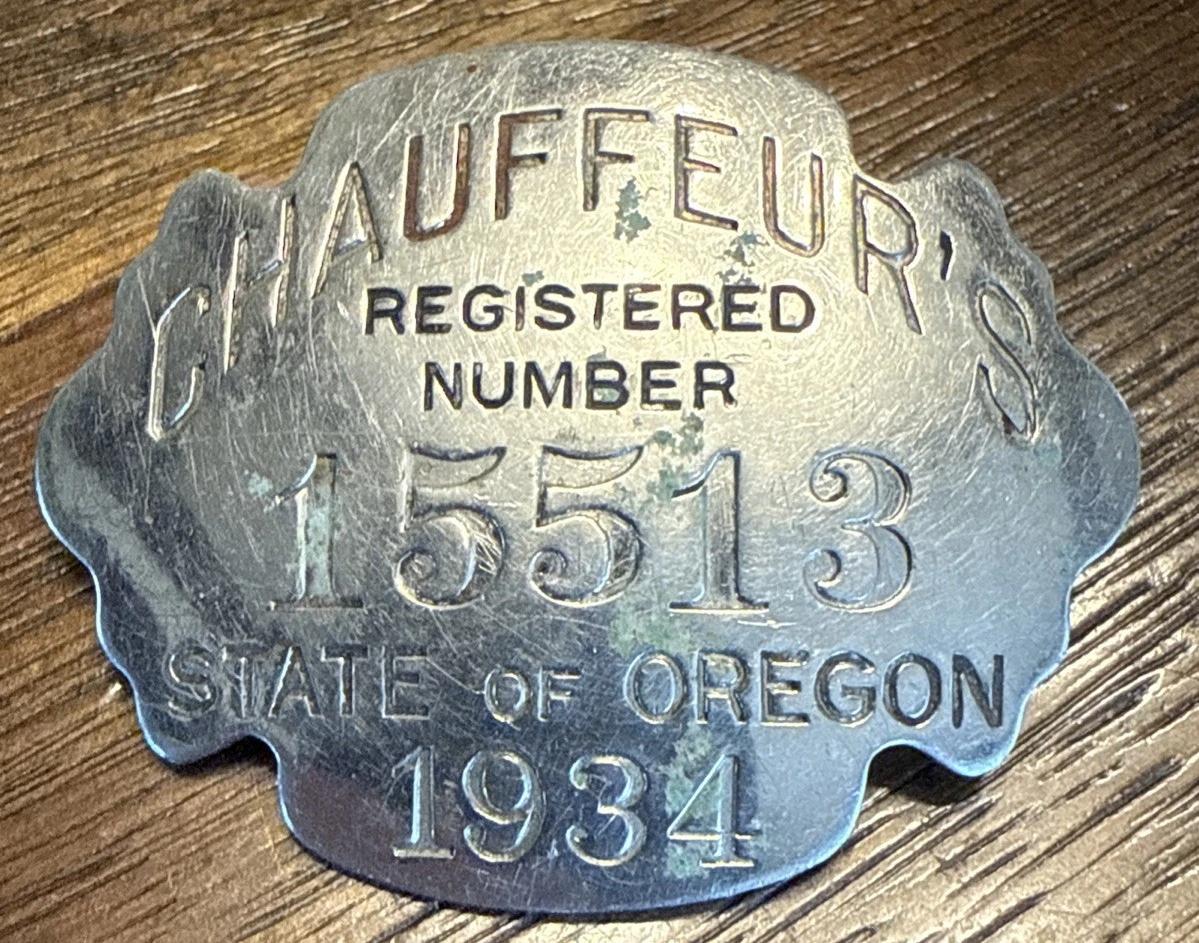 CHAUFFEUR'S
REGISTERED
NUMBER
15513
STATE OF OREGON
1934